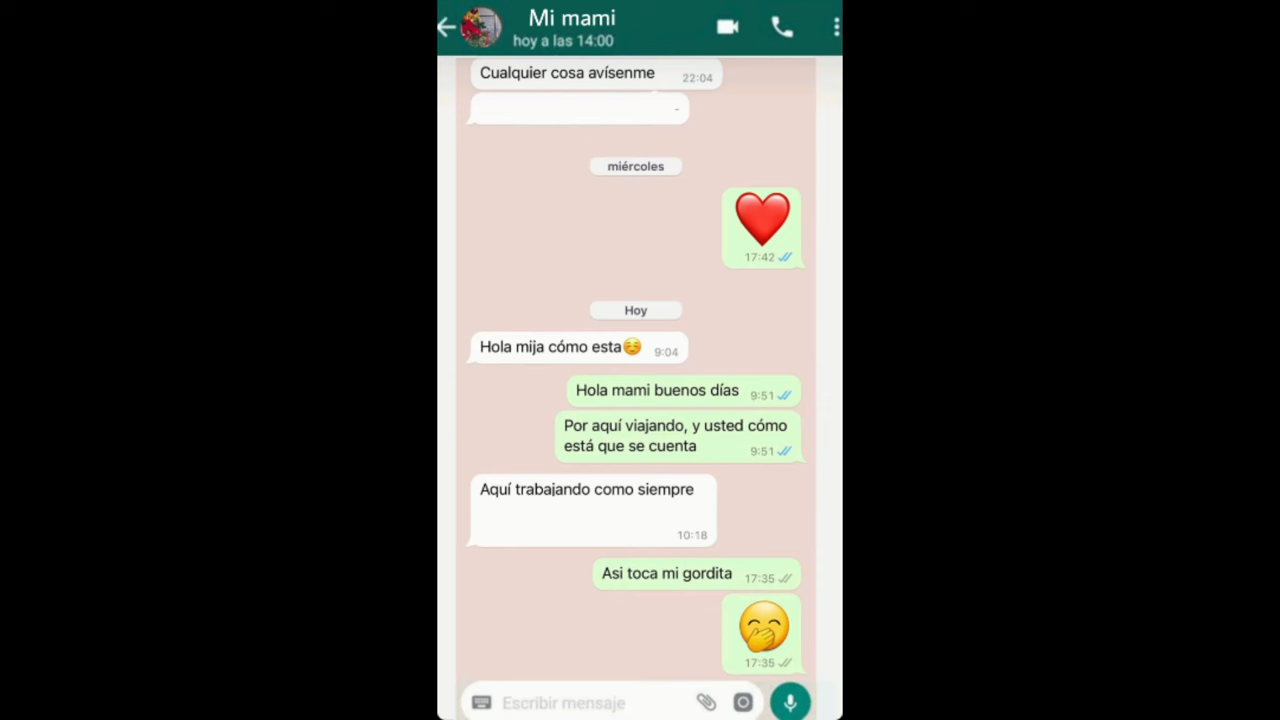 Mi mami
hoy a las 14:00
Cualquier cosa avísenme 22:04
-
miércoles
17:42
Hoy
Hola mija cómo esta☺️ 9:04
Hola mami buenos días 9:51
Por aquí viajando, y usted cómo
está que se cuenta 9:51
Aquí trabajando como siempre
10:18
Asi toca mi gordita 17:35
17:35
Escribir mensaje